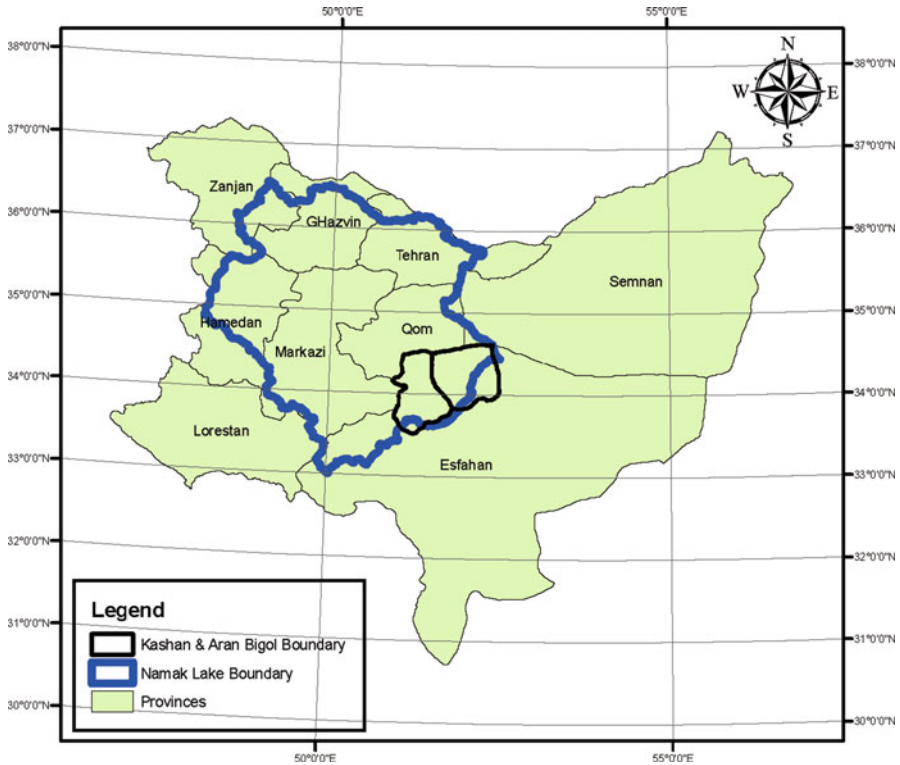 50°0'0"E 55°0'0"E
38°0'0"N 38°0'0"N
N
W E
S
37°0'0"N 37°0'0"N
Zanjan
36°0'0"N 36°0'0"N
GHazvin
Tehran
Semnan
35°0'0"N 35°0'0"N
Hamedan
Qom
Markazi
34°0'0"N 34°0'0"N
Lorestan
33°0'0"N 33°0'0"N
Esfahan
32°0'0"N 32°0'0"N
Legend
31°0'0"N 31°0'0"N
Kashan & Aran Bigol Boundary
Namak Lake Boundary
Provinces
30°0'0"N 30°0'0"N
50°0'0"E 55°0'0"E